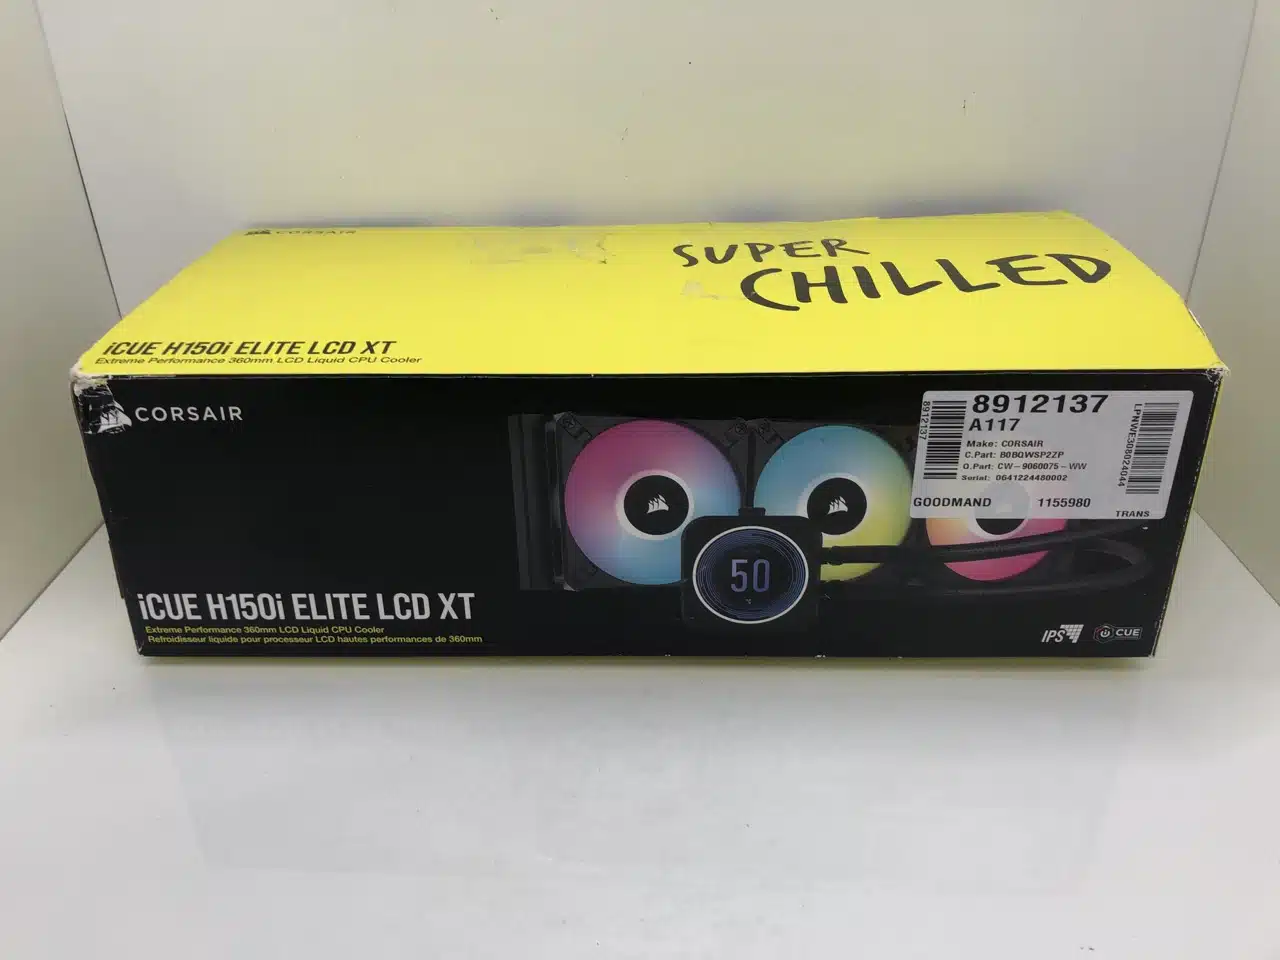 CORSAIR
SUPER
CHILLED
iCUE H150i ELITE LCD XT
Extreme Performance 360mm LCD Liquid CPU Cooler
CORSAIR
8912137
8912137
A117
Make: CORSAIR
C.Part: B0BQWSP2ZP
O.Part: CW-9060075-WW
Serial: 0641224480002
GOODMAND 1155980
TRANS
LPNWE308024044
50
°F
iCUE H150i ELITE LCD XT
Extreme Performance 360mm LCD Liquid CPU Cooler
Refroidisseur liquide pour processeur LCD hautes performances de 360mm
IPS
CUE